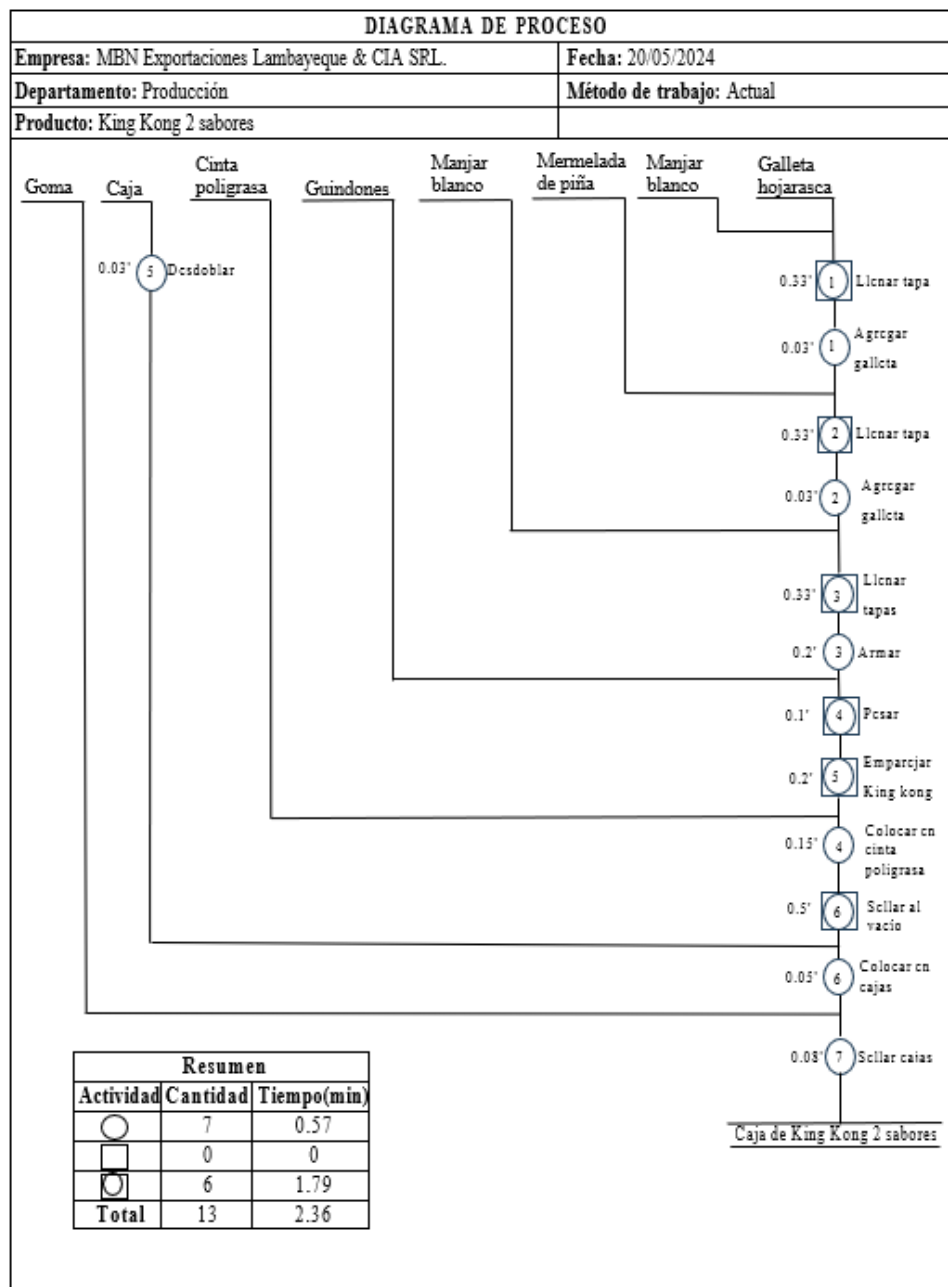 DIAGRAMA DE PROCESO
Empresa: MBN Exportaciones Lambayeque & CIA SRL.
Fecha: 20/05/2024
Departamento: Producción
Método de trabajo: Actual
Producto: King Kong 2 sabores
Goma
Caja
Cinta
poligrasa
Guindones
Manjar
blanco
Mermelada
de piña
Manjar
blanco
Galleta
hojarasca
0.03' 5 Desdoblar
0.33' 1 Llenar tapa
0.03' 1 Agregar
galleta
0.33' 2 Llenar tapa
0.03' 2 Agregar
galleta
0.33' 3 Llenar
tapas
0.2' 3 Armar
0.1' 4 Pesar
0.2' 5 Emparejar
King kong
0.15' 4 Colocar en
cinta
poligrasa
0.5' 6 Sellar al
vacio
0.05' 6 Colocar en
cajas
0.08' 7 Sellar cajas
Caja de King Kong 2 sabores
Resumen
Actividad Cantidad Tiempo(min)
7 0.57
0 0
6 1.79
Total 13 2.36